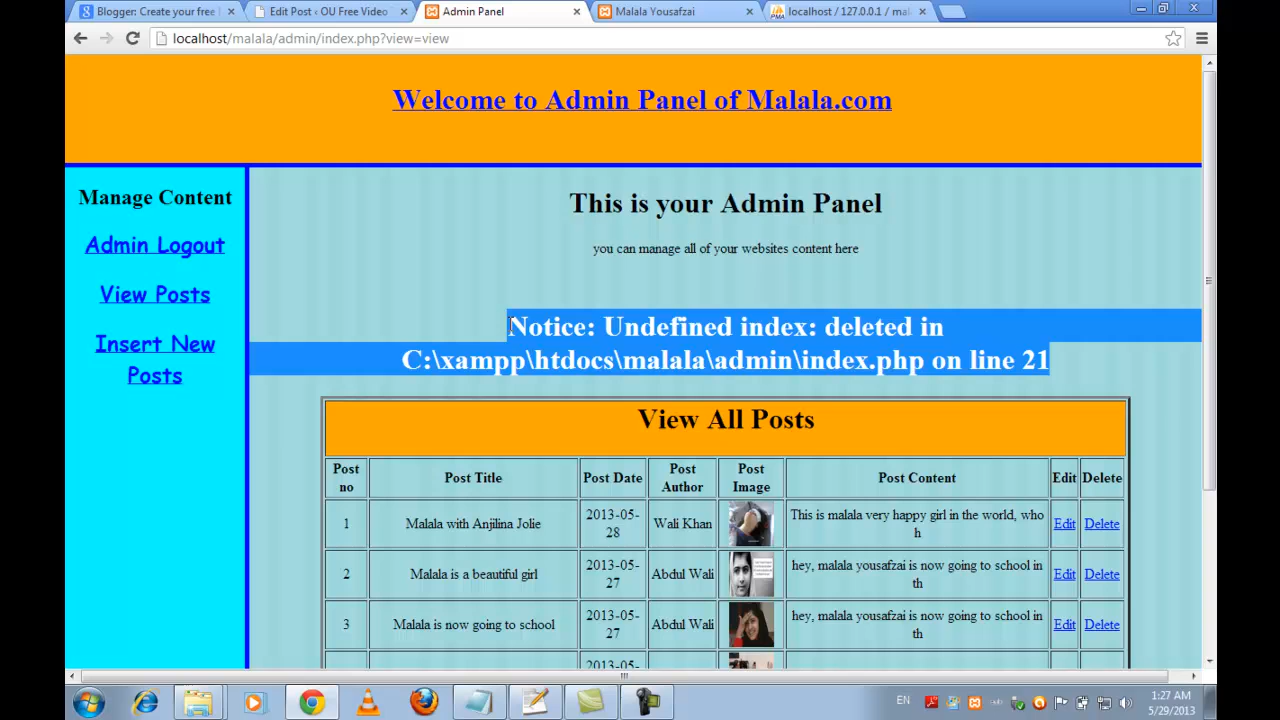 Blogger: Create your free
Edit Post ‹ OU Free Video
Admin Panel
Malala Yousafzai
localhost / 127.0.0.1 / mal
localhost/malala/admin/index.php?view=view
Welcome to Admin Panel of Malala.com
Manage Content
Admin Logout
View Posts
Insert New
Posts
This is your Admin Panel
you can manage all of your websites content here
Notice: Undefined index: deleted in
C:\xampp\htdocs\malala\admin\index.php on line 21
View All Posts
Post no Post Title Post Date Post Author Post Image Post Content Edit Delete
1 Malala with Anjilina Jolie 2013-05-28 Wali Khan This is malala very happy girl in the world, who h Edit Delete
2 Malala is a beautiful girl 2013-05-27 Abdul Wali hey, malala yousafzai is now going to school in th Edit Delete
3 Malala is now going to school 2013-05-27 Abdul Wali hey, malala yousafzai is now going to school in th Edit Delete
2013-05-
EN
1:27 AM
5/29/2013